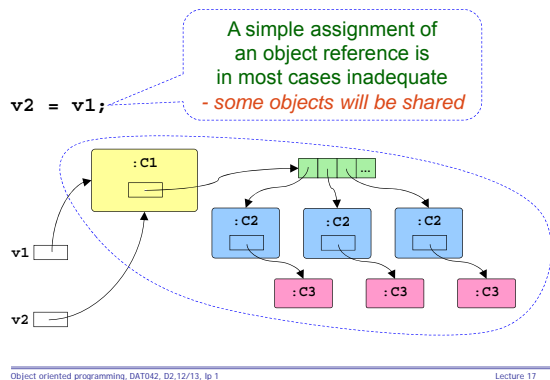 A simple assignment of
an object reference is
in most cases inadequate
- some objects will be shared
v2 = v1;
: C1
...
: C2
: C2
: C2
v1
: C3
: C3
: C3
v2
Object oriented programming, DAT042, D2,12/13, lp 1
Lecture 17